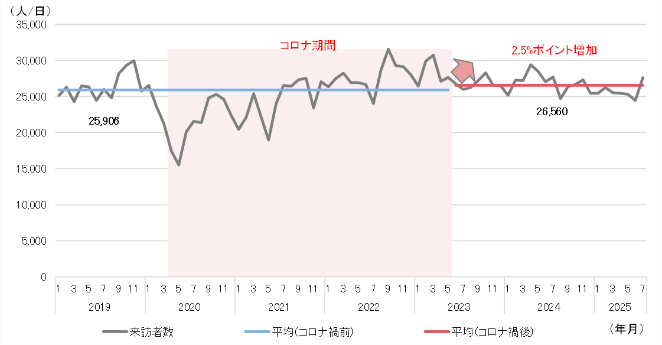 （人/日）
35,000
30,000
25,000
20,000
15,000
10,000
5,000
0
コロナ期間
2.5%ポイント増加
25,906
26,560
1 3 5 7 9 11 1 3 5 7 9 11 1 3 5 7 9 11 1 3 5 7 9 11 1 3 5 7 9 11 1 3 5 7 9 11 1 3 5 7
2019 2020 2021 2022 2023 2024 2025
（年月）
来訪者数 平均(コロナ禍前) 平均(コロナ禍後)